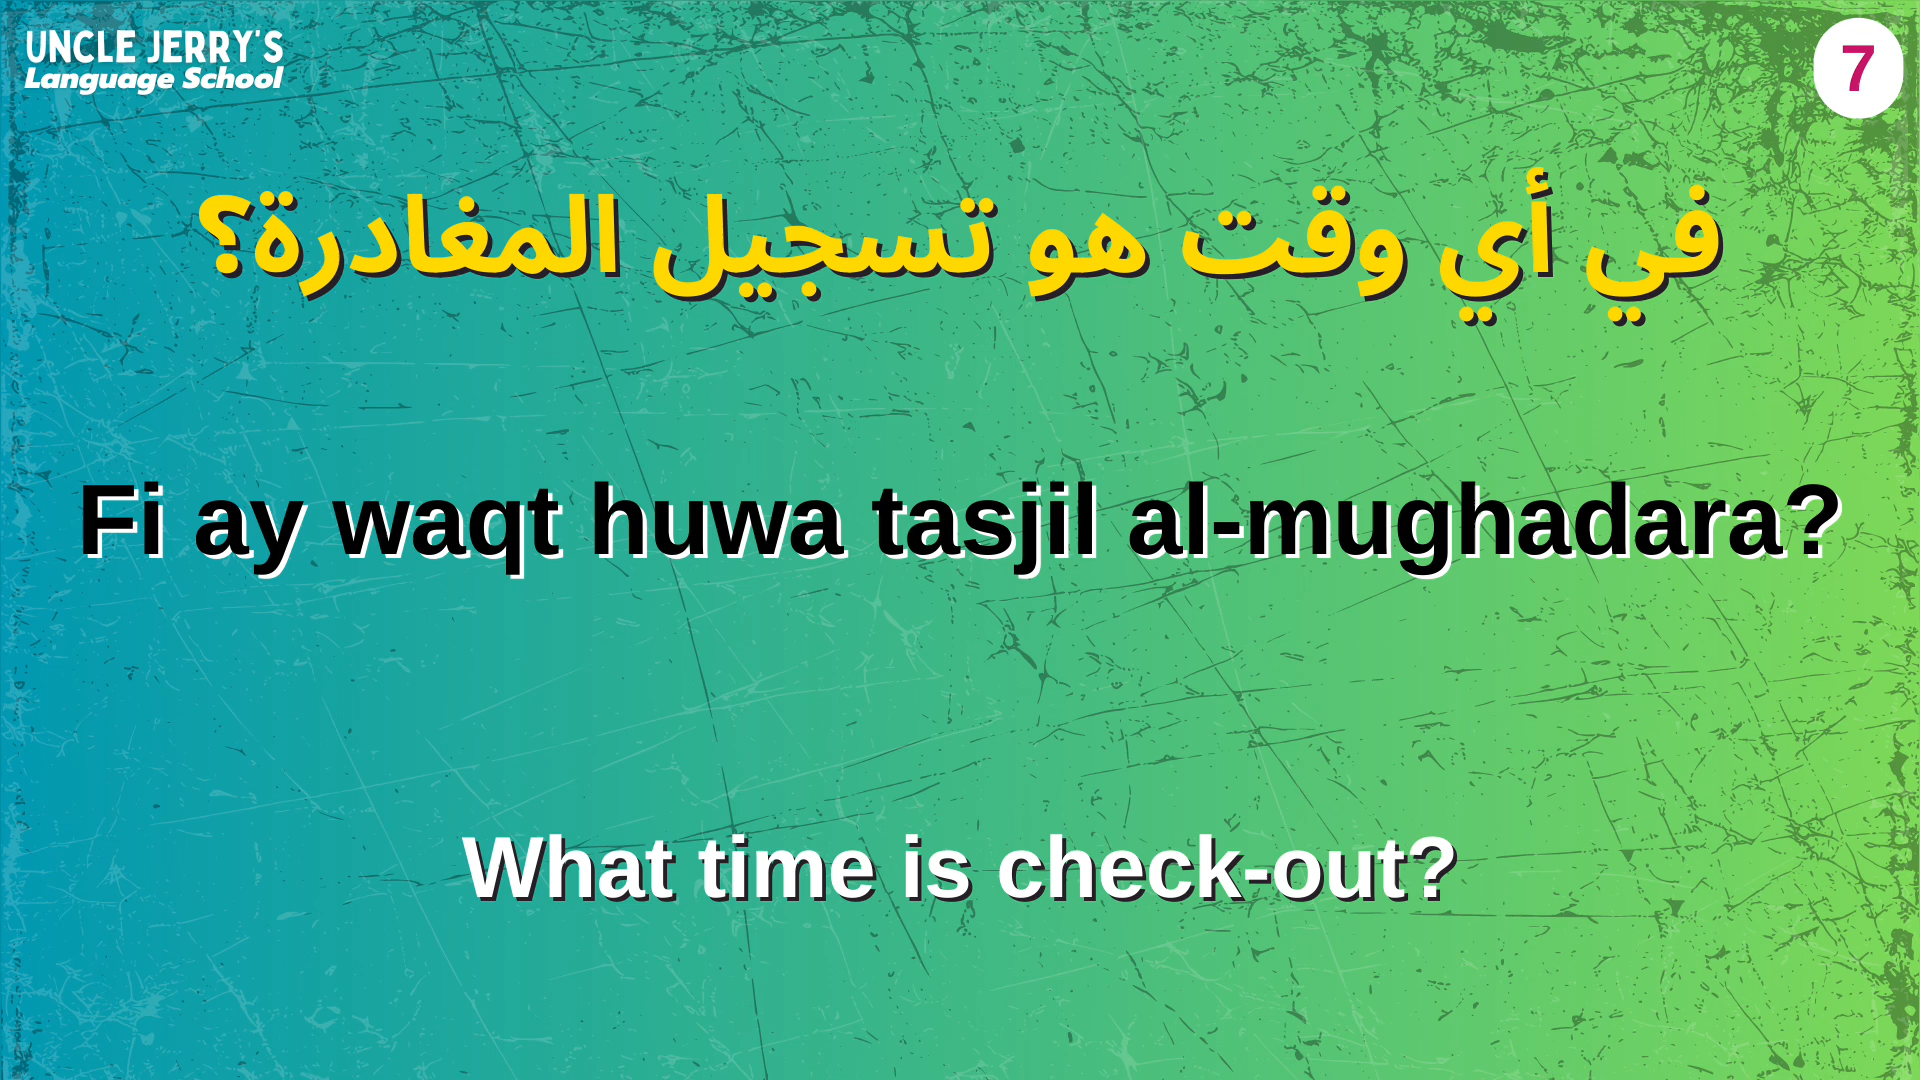 UNCLE JERRY'S
Language School
7
في أي وقت هو تسجيل المغادرة؟
Fi ay waqt huwa tasjil al-mughadara?
What time is check-out?